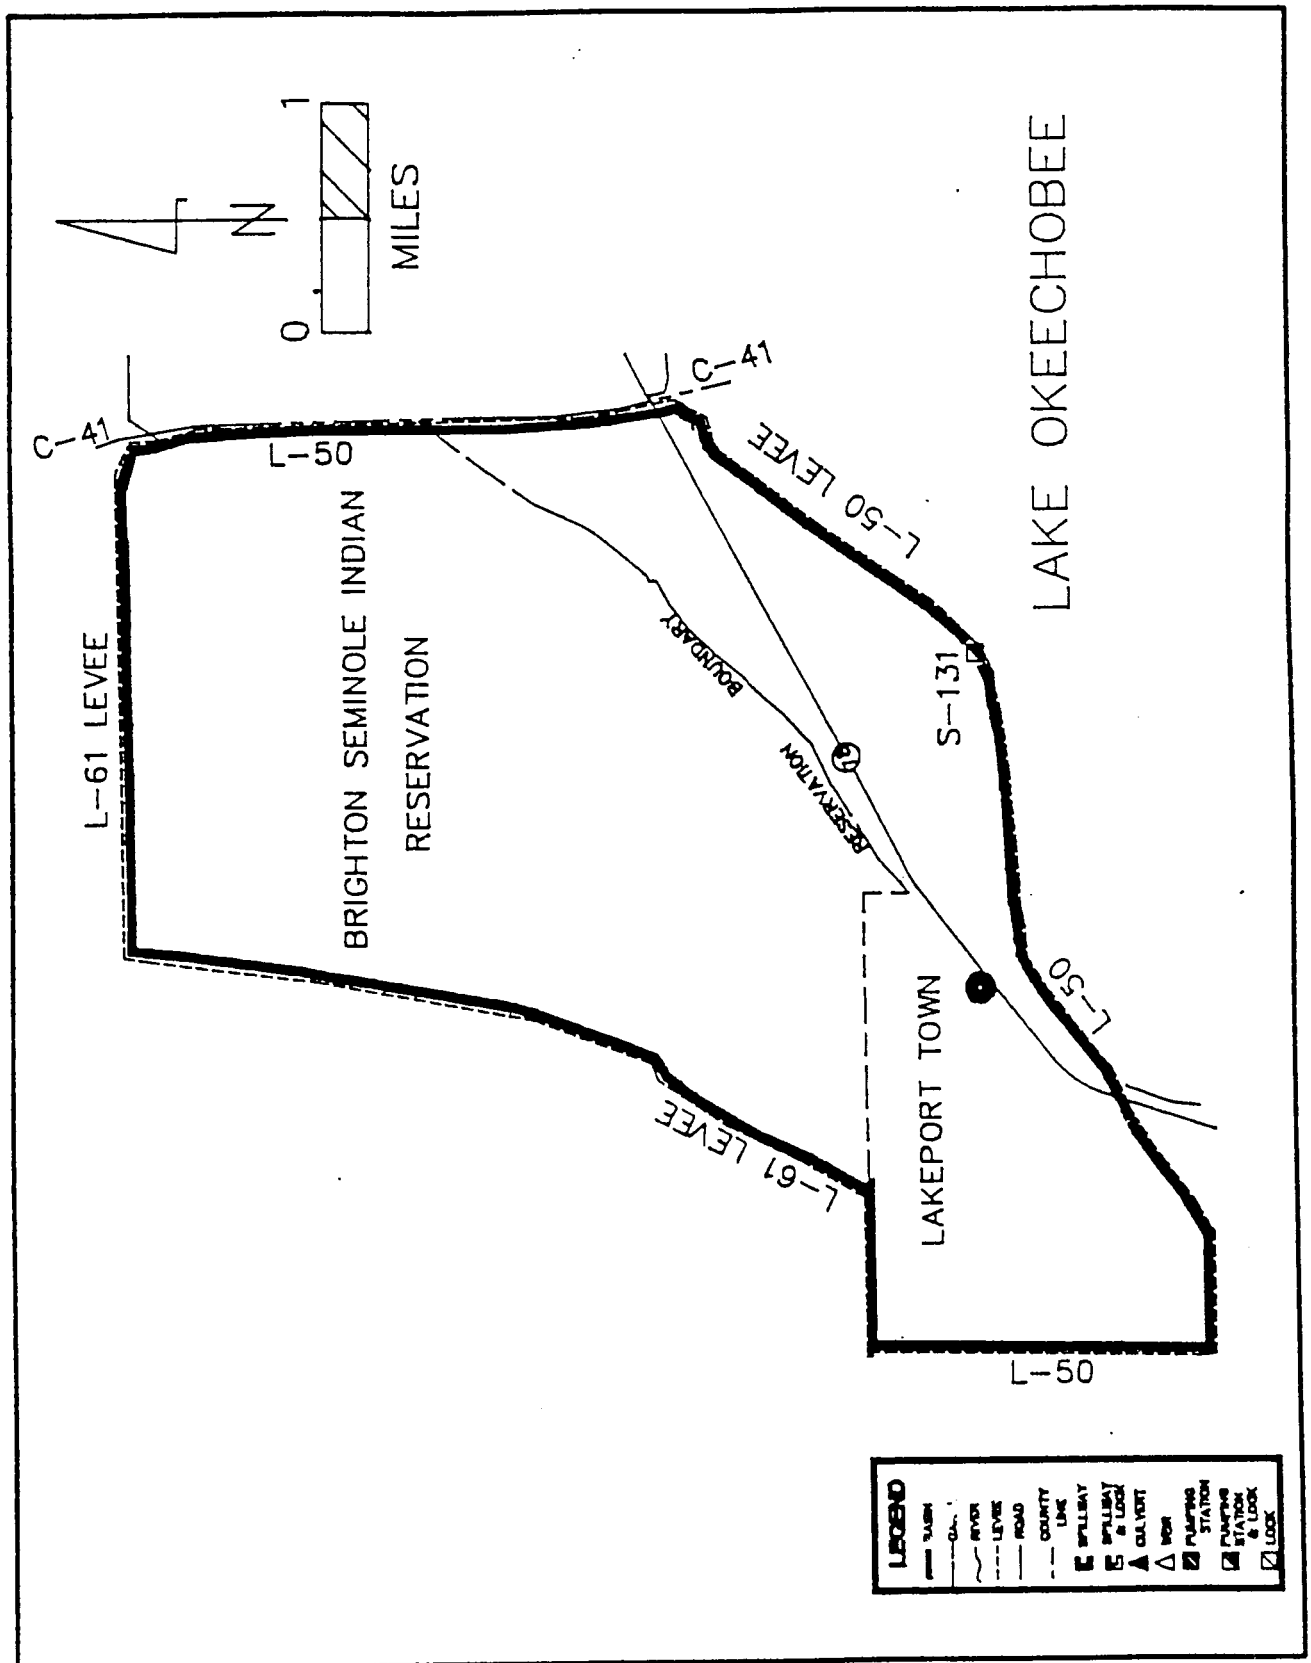 C-41
L-61 LEVEE
L-50
BRIGHTON SEMINOLE INDIAN
RESERVATION
N
0 1
MILES
C-41
L-50 LEVEE
RESERVATION BOUNDARY
S-131
LAKE OKEECHOBEE
L-61 LEVEE
LAKEPORT TOWN
L-50
L-50
LEGEND
BASIN
RIVER
LEVEE
ROAD
COUNTY
LINE
SPILLWAY
SPILLWAY
& LOCK
CULVERT
WEIR
PUMPING
STATION
PUMPING
STATION
& LOCK
LOCK